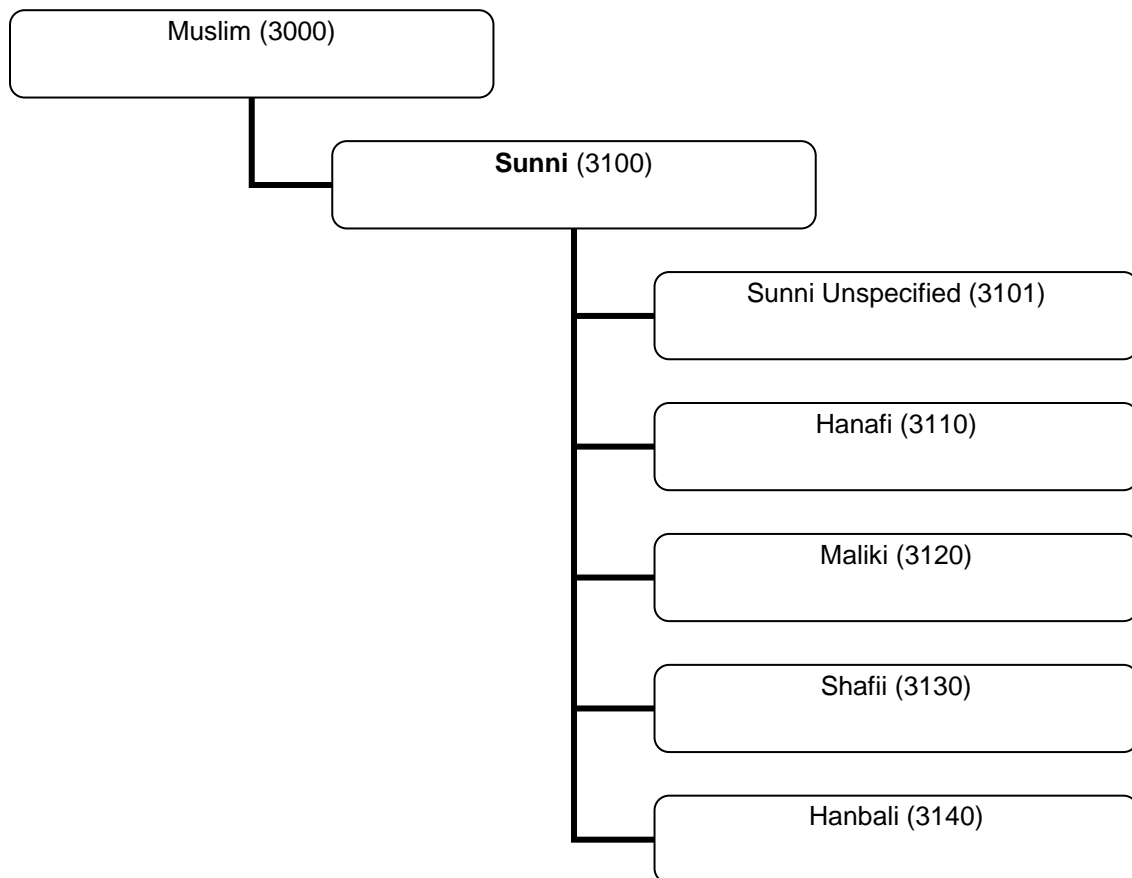 Muslim (3000)
Sunni (3100)
Sunni Unspecified (3101)
Hanafi (3110)
Maliki (3120)
Shafii (3130)
Hanbali (3140)